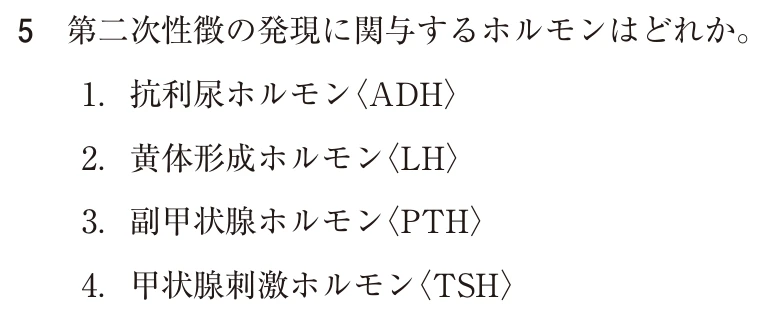 5 第二次性徴の発現に関与するホルモンはどれか。
1. 抗利尿ホルモン〈ADH〉
2. 黄体形成ホルモン〈LH〉
3. 副甲状腺ホルモン〈PTH〉
4. 甲状腺刺激ホルモン〈TSH〉